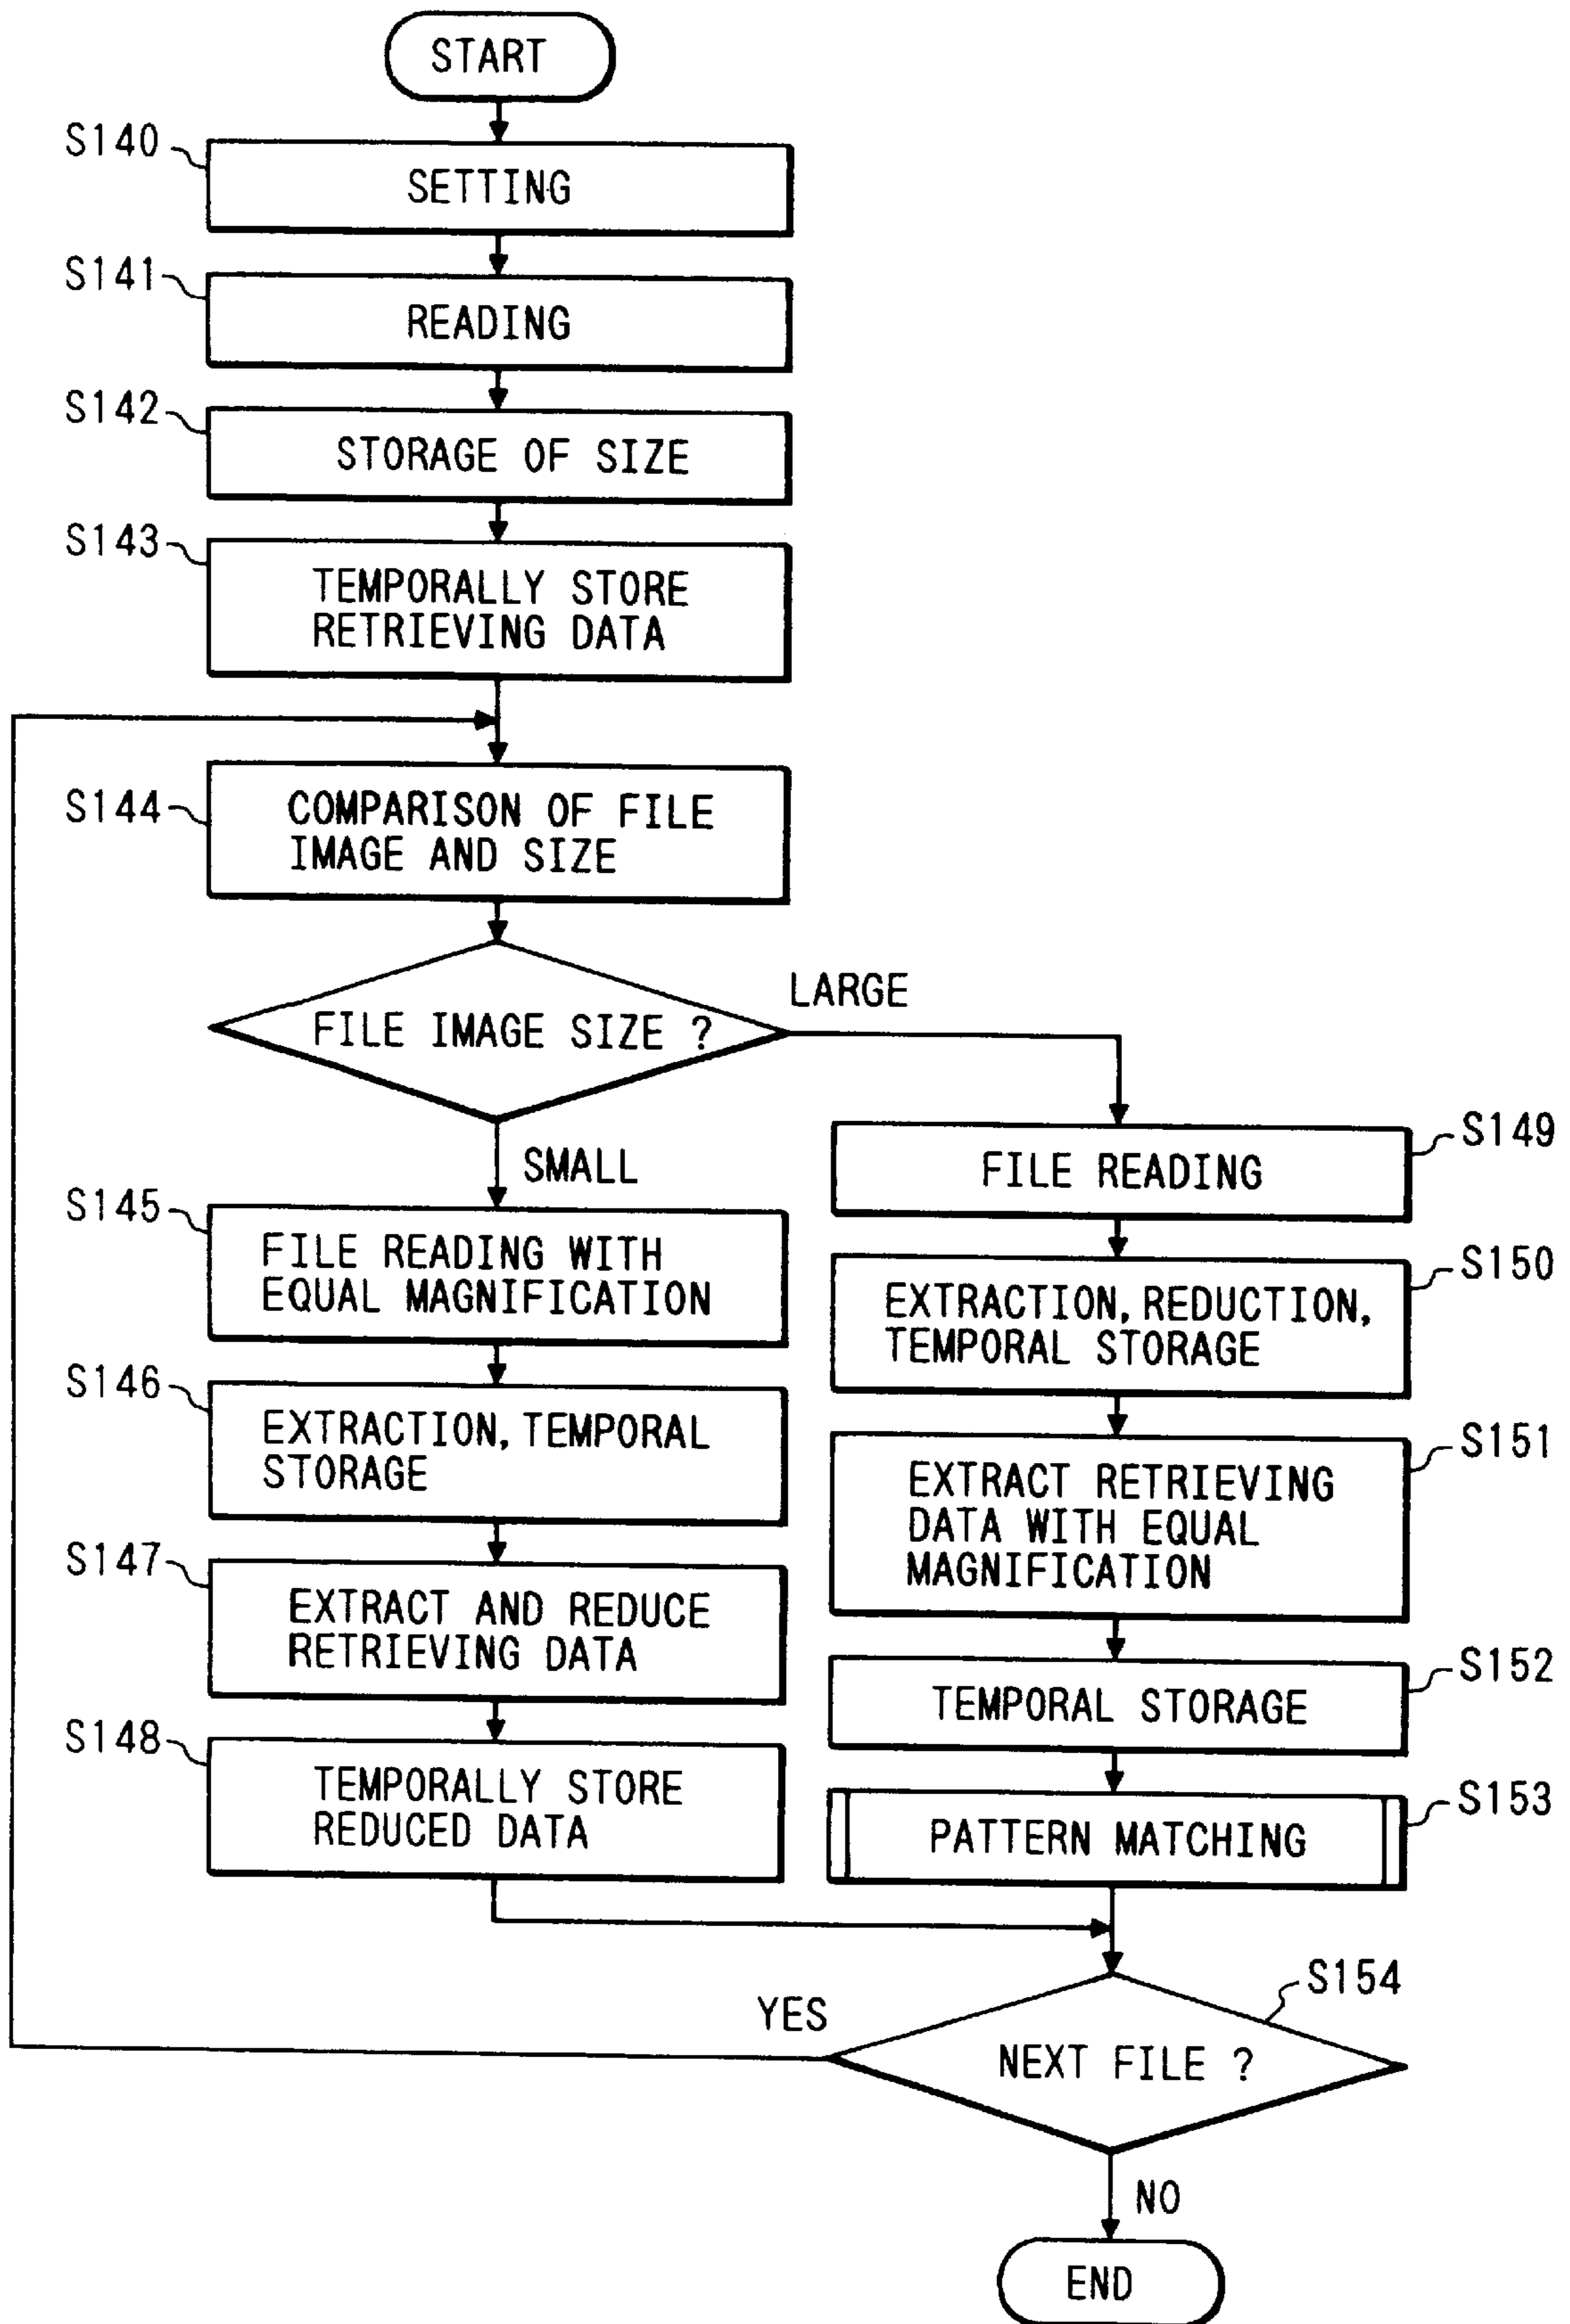 START
S140
SETTING
S141
READING
S142
STORAGE OF SIZE
S143
TEMPORALLY STORE
RETRIEVING DATA
S144
COMPARISON OF FILE
IMAGE AND SIZE
FILE IMAGE SIZE ?
LARGE
SMALL
S145
FILE READING WITH
EQUAL MAGNIFICATION
S146
EXTRACTION, TEMPORAL
STORAGE
S147
EXTRACT AND REDUCE
RETRIEVING DATA
S148
TEMPORALLY STORE
REDUCED DATA
S149
FILE READING
S150
EXTRACTION, REDUCTION,
TEMPORAL STORAGE
S151
EXTRACT RETRIEVING
DATA WITH EQUAL
MAGNIFICATION
S152
TEMPORAL STORAGE
S153
PATTERN MATCHING
S154
YES
NEXT FILE ?
NO
END